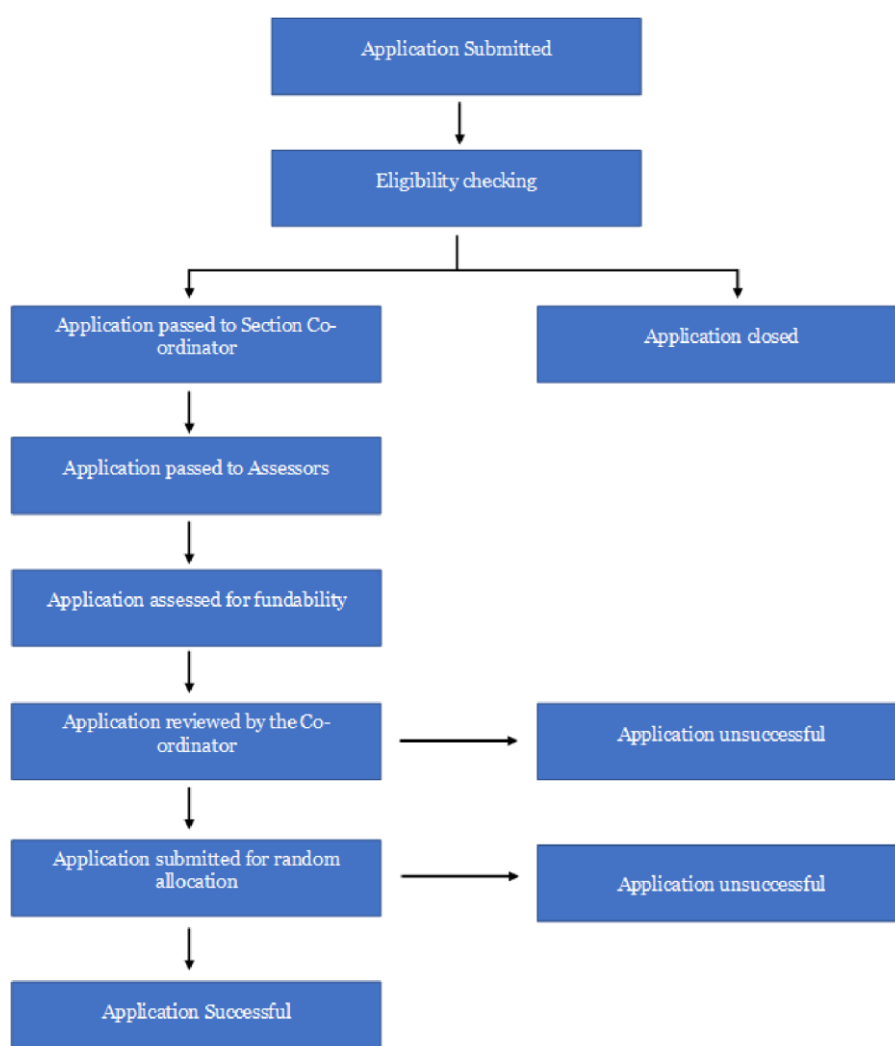 Application Submitted
Eligibility checking
Application passed to Section Co-
ordinator
Application closed
Application passed to Assessors
Application assessed for fundability
Application reviewed by the Co-
ordinator
Application unsuccessful
Application submitted for random
allocation
Application unsuccessful
Application Successful